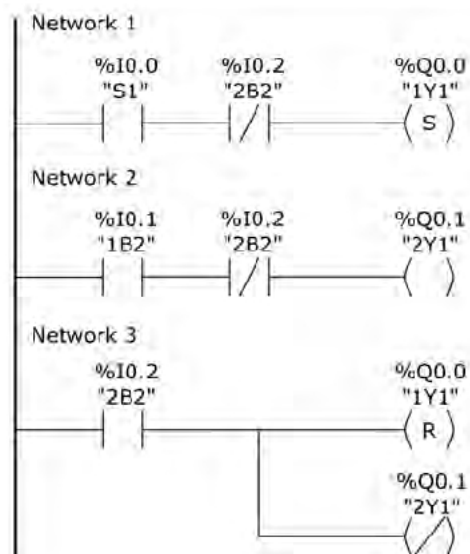 Network 1
%I0.0 %I0.2 %Q0.0
"S1" "2B2" "1Y1"
S
Network 2
%I0.1 %I0.2 %Q0.1
"1B2" "2B2" "2Y1"
Network 3
%I0.2 %Q0.0
"2B2" "1Y1"
R
%Q0.1
"2Y1"